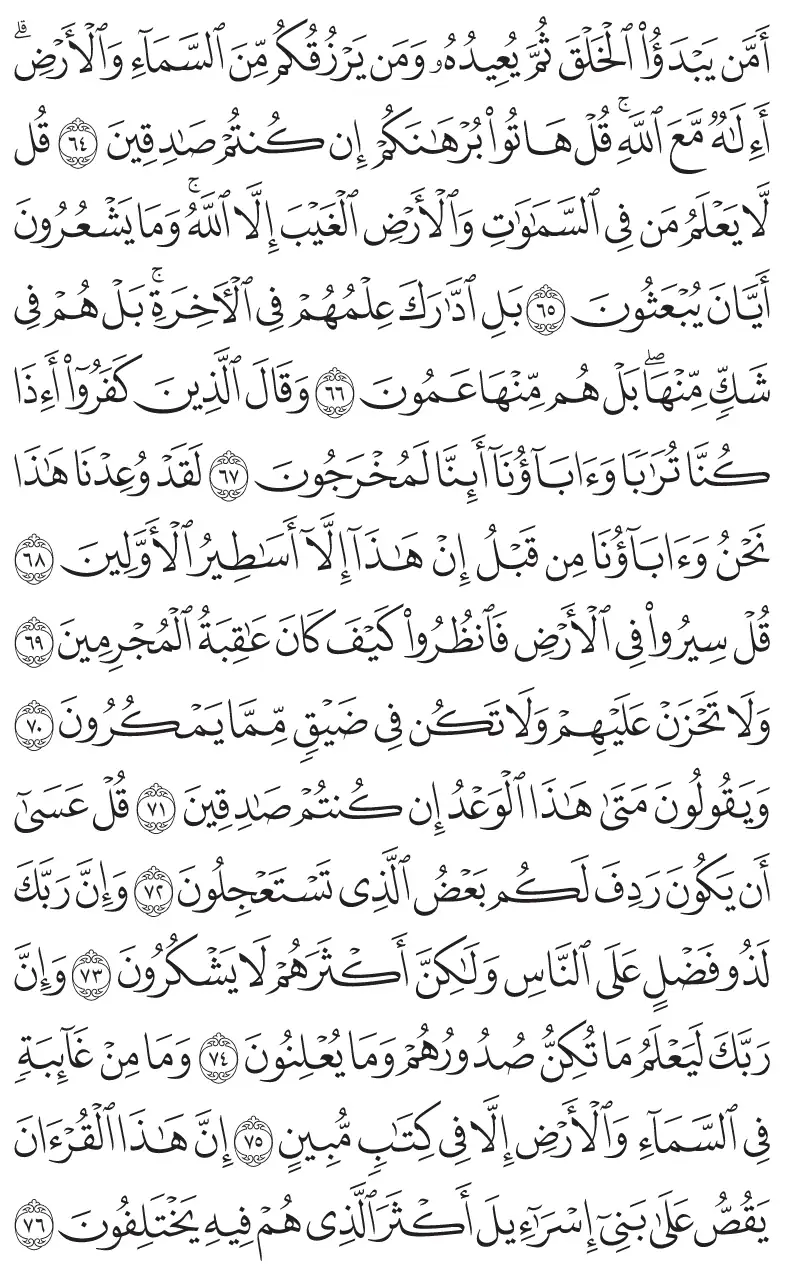 أَمَّن يَبۡدَؤُاْ ٱلۡخَلۡقَ ثُمَّ يُعِيدُهُۥ وَمَن يَرۡزُقُكُم مِّنَ ٱلسَّمَآءِ وَٱلۡأَرۡضِۗ
أَءِلَٰهٞ مَّعَ ٱللَّهِۚ قُلۡ هَاتُواْ بُرۡهَٰنَكُمۡ إِن كُنتُمۡ صَٰدِقِينَ ٦٤ قُل
لَّا يَعۡلَمُ مَن فِي ٱلسَّمَٰوَٰتِ وَٱلۡأَرۡضِ ٱلۡغَيۡبَ إِلَّا ٱللَّهُۚ وَمَا يَشۡعُرُونَ
أَيَّانَ يُبۡعَثُونَ ٦٥ بَلِ ٱدَّٰرَكَ عِلۡمُهُمۡ فِي ٱلۡأٓخِرَةِۚ بَلۡ هُمۡ فِي
شَكّٖ مِّنۡهَاۖ بَلۡ هُم مِّنۡهَا عَمُونَ ٦٦ وَقَالَ ٱلَّذِينَ كَفَرُوٓاْ أَءِذَا
كُنَّا تُرَٰبٗا وَءَابَآؤُنَآ أَئِنَّا لَمُخۡرَجُونَ ٦٧ لَقَدۡ وُعِدۡنَا هَٰذَا
نَحۡنُ وَءَابَآؤُنَا مِن قَبۡلُ إِنۡ هَٰذَآ إِلَّآ أَسَٰطِيرُ ٱلۡأَوَّلِينَ ٦٨
قُلۡ سِيرُواْ فِي ٱلۡأَرۡضِ فَٱنظُرُواْ كَيۡفَ كَانَ عَٰقِبَةُ ٱلۡمُجۡرِمِينَ ٦٩
وَلَا تَحۡزَنۡ عَلَيۡهِمۡ وَلَا تَكُن فِي ضَيۡقٖ مِّمَّا يَمۡكُرُونَ ٧٠
وَيَقُولُونَ مَتَىٰ هَٰذَا ٱلۡوَعۡدُ إِن كُنتُمۡ صَٰدِقِينَ ٧١ قُلۡ عَسَىٰٓ
أَن يَكُونَ رَدِفَ لَكُم بَعۡضُ ٱلَّذِي تَسۡتَعۡجِلُونَ ٧٢ وَإِنَّ رَبَّكَ
لَذُو فَضۡلٍ عَلَى ٱلنَّاسِ وَلَٰكِنَّ أَكۡثَرَهُمۡ لَا يَشۡكُرُونَ ٧٣ وَإِنَّ
رَبَّكَ لَيَعۡلَمُ مَا تُكِنُّ صُدُورُهُمۡ وَمَا يُعۡلِنُونَ ٧٤ وَمَا مِنۡ غَآئِبَةٖ
فِي ٱلسَّمَآءِ وَٱلۡأَرۡضِ إِلَّا فِي كِتَٰبٖ مُّبِينٍ ٧٥ إِنَّ هَٰذَا ٱلۡقُرۡءَانَ
يَقُصُّ عَلَىٰ بَنِيٓ إِسۡرَٰٓءِيلَ أَكۡثَرَ ٱلَّذِي هُمۡ فِيهِ يَخۡتَلِفُونَ ٧٦